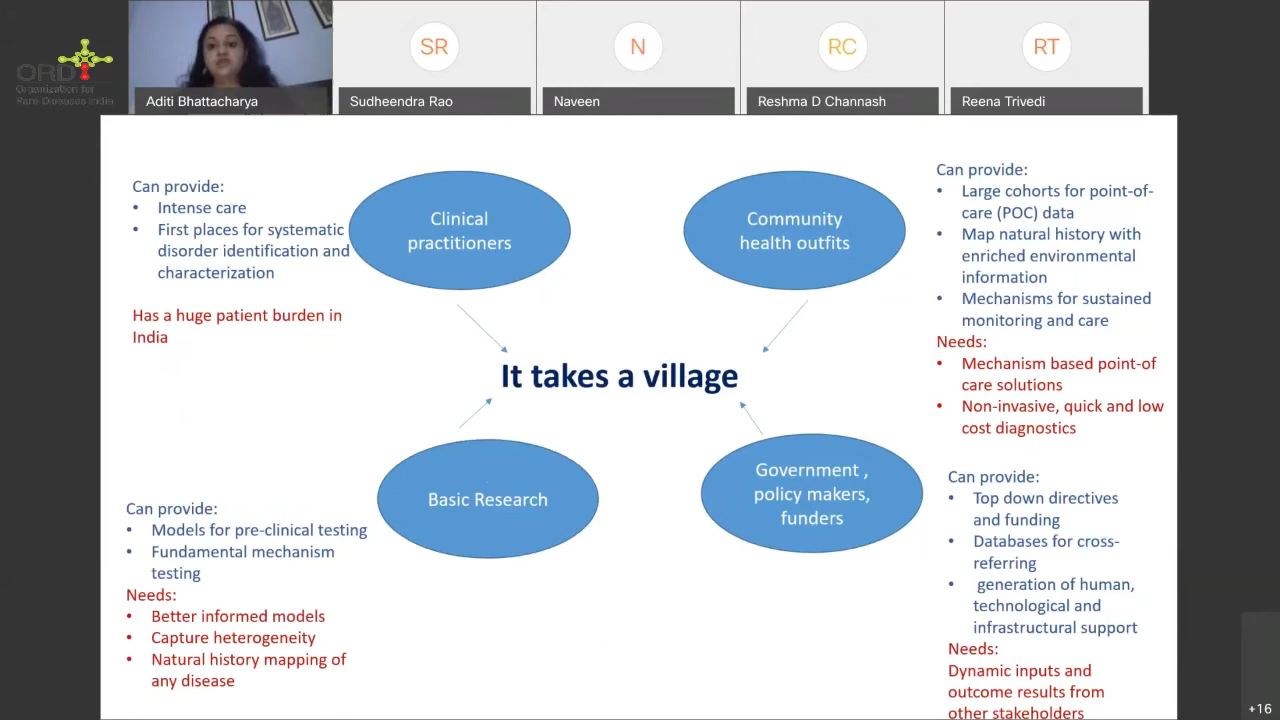 ORDI
Organization for
Rare Diseases India
SR
N
RC
RT
Aditi Bhattacharya
Sudheendra Rao
Naveen
Reshma D Channash
Reena Trivedi
Can provide:
• Intense care
• First places for systematic
disorder identification and
characterization
Has a huge patient burden in
India
Clinical
practitioners
Community
health outfits
Can provide:
• Large cohorts for point-of-
care (POC) data
• Map natural history with
enriched environmental
information
• Mechanisms for sustained
monitoring and care
Needs:
• Mechanism based point-of
care solutions
• Non-invasive, quick and low
cost diagnostics
It takes a village
Basic Research
Government ,
policy makers,
funders
Can provide:
• Models for pre-clinical testing
• Fundamental mechanism
testing
Needs:
• Better informed models
• Capture heterogeneity
• Natural history mapping of
any disease
Can provide:
• Top down directives
and funding
• Databases for cross-
referring
• generation of human,
technological and
infrastructural support
Needs:
Dynamic inputs and
outcome results from
other stakeholders
+16